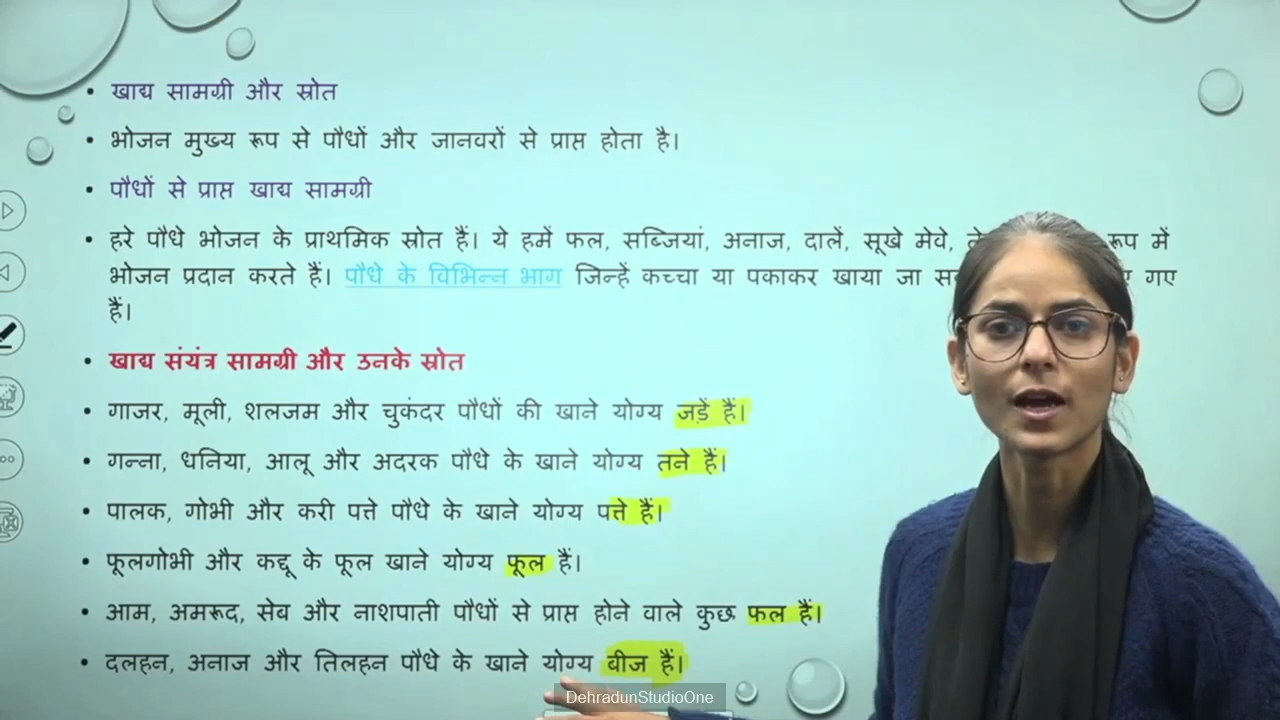 खाद्य सामग्री और स्रोत
भोजन मुख्य रूप से पौधों और जानवरों से प्राप्त होता है।
पौधों से प्राप्त खाद्य सामग्री
हरे पौधे भोजन के प्राथमिक स्रोत हैं। ये हमें फल, सब्जियां, अनाज, दालें, सूखे मेवे, रूप में
भोजन प्रदान करते हैं। पौधे के विभिन्न भाग जिन्हें कच्चा या पकाकर खाया जा गए
हैं।
खाद्य संयंत्र सामग्री और उनके स्रोत
गाजर, मूली, शलजम और चुकंदर पौधों की खाने योग्य जड़ें हैं।
गन्ना, धनिया, आलू और अदरक पौधे के खाने योग्य तने हैं।
पालक, गोभी और करी पत्ते पौधे के खाने योग्य पत्ते हैं।
फूलगोभी और कद्दू के फूल खाने योग्य फूल हैं।
आम, अमरूद, सेब और नाशपाती पौधों से प्राप्त होने वाले कुछ फल हैं।
दलहन, अनाज और तिलहन पौधे के खाने योग्य बीज हैं।
DehradunStudioOne